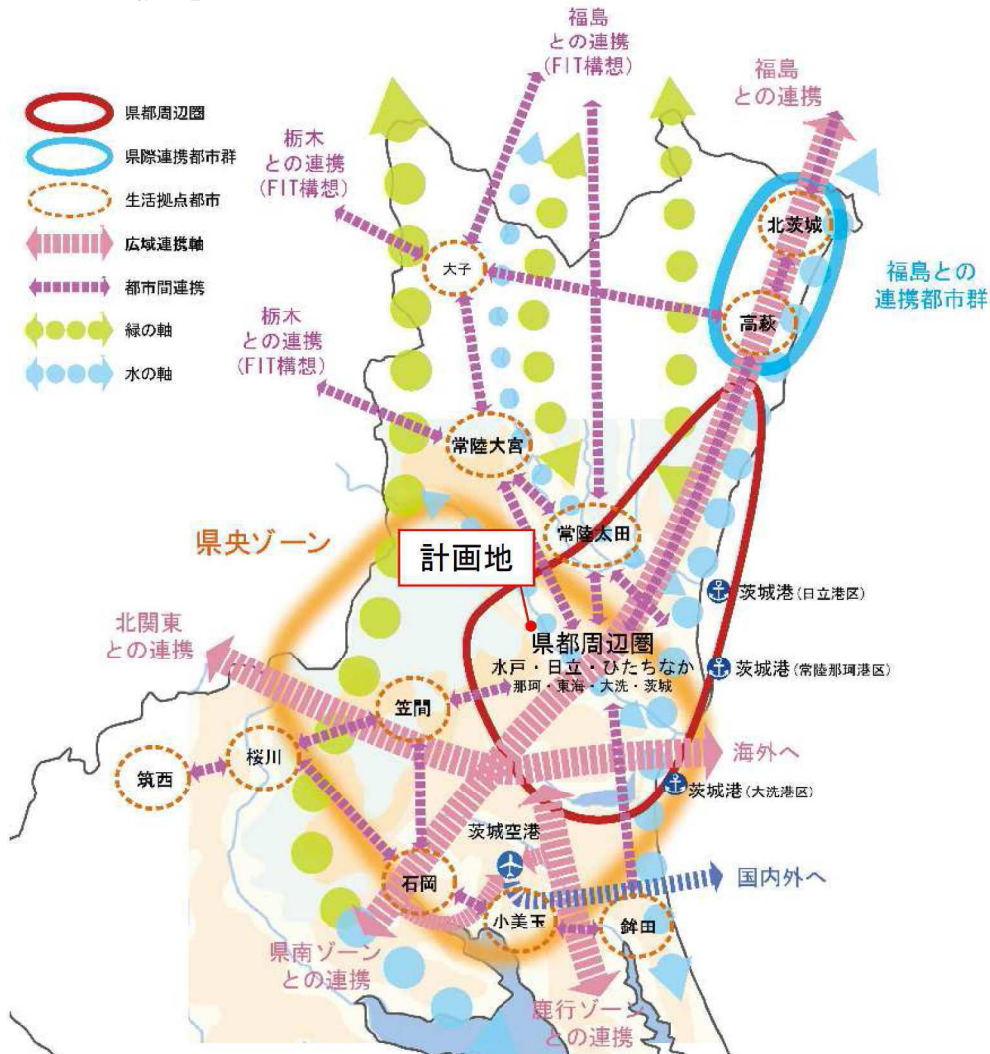 福島
との連携
(FIT構想)
福島
との連携
県都周辺圏
県際連携都市群
生活拠点都市
広域連携軸
都市間連携
緑の軸
水の軸
栃木
との連携
(FIT構想)
北茨城
大子
福島との
連携都市群
高萩
栃木
との連携
(FIT構想)
常陸大宮
県央ゾーン
計画地
常陸太田
茨城港(日立港区)
北関東
との連携
県都周辺圏
水戸・日立・ひたちなか
那珂・東海・大洗・茨城
茨城港(常陸那珂港区)
笠間
桜川
筑西
海外へ
茨城港(大洗港区)
茨城空港
石岡
国内外へ
小美玉
鉾田
県南ゾーン
との連携
鹿行ゾーン
との連携